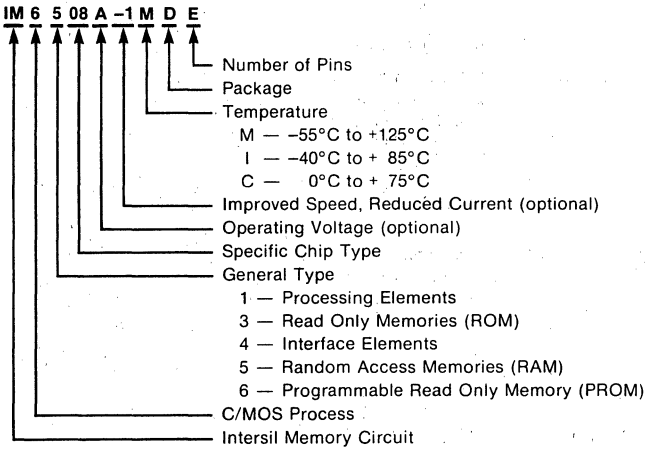 IM 6 5 08 A -1 M D E
Number of Pins
Package
Temperature
M — -55°C to +125°C
I — -40°C to + 85°C
C — 0°C to + 75°C
Improved Speed, Reduced Current (optional)
Operating Voltage (optional)
Specific Chip Type
General Type
1 — Processing Elements
3 — Read Only Memories (ROM)
4 — Interface Elements
5 — Random Access Memories (RAM)
6 — Programmable Read Only Memory (PROM)
C/MOS Process
Intersil Memory Circuit